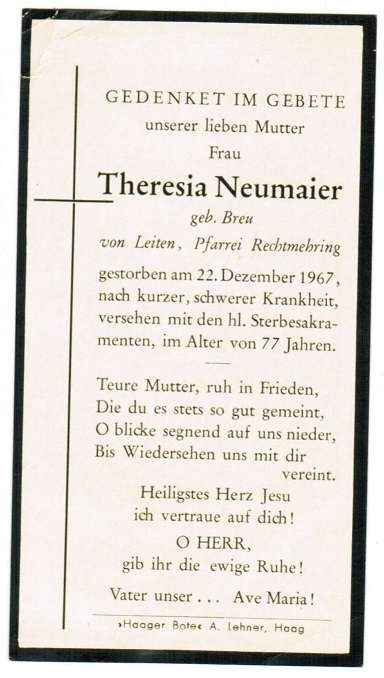 GEDENKET IM GEBETE
unserer lieben Mutter
Frau
Theresia Neumaier
geb. Breu
von Leiten, Pfarrei Rechtmehring
gestorben am 22. Dezember 1967,
nach kurzer, schwerer Krankheit,
versehen mit den hl. Sterbesakra-
menten, im Alter von 77 Jahren.
Teure Mutter, ruh in Frieden,
Die du es stets so gut gemeint,
O blicke segnend auf uns nieder,
Bis Wiedersehen uns mit dir
vereint.
Heiligstes Herz Jesu
ich vertraue auf dich!
O HERR,
gib ihr die ewige Ruhe!
Vater unser ... Ave Maria!
›Haager Bote‹ A. Lehner, Haag